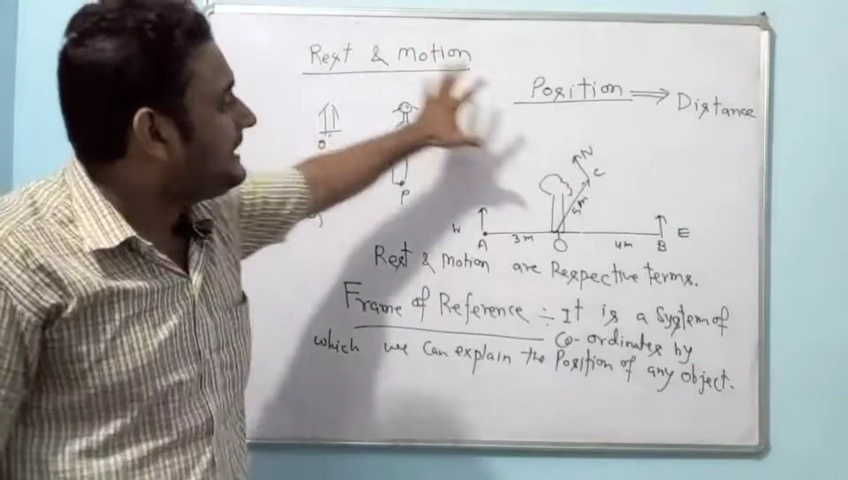 Rest & Motion
Position ⟹ Distance
N
C
5m
W
A
3m
O
4m
B
E
P
Rest & Motion are Respective terms.
Frame of Reference ÷ It is a System of
Co-ordinates by
which we can explain the Position of any object.